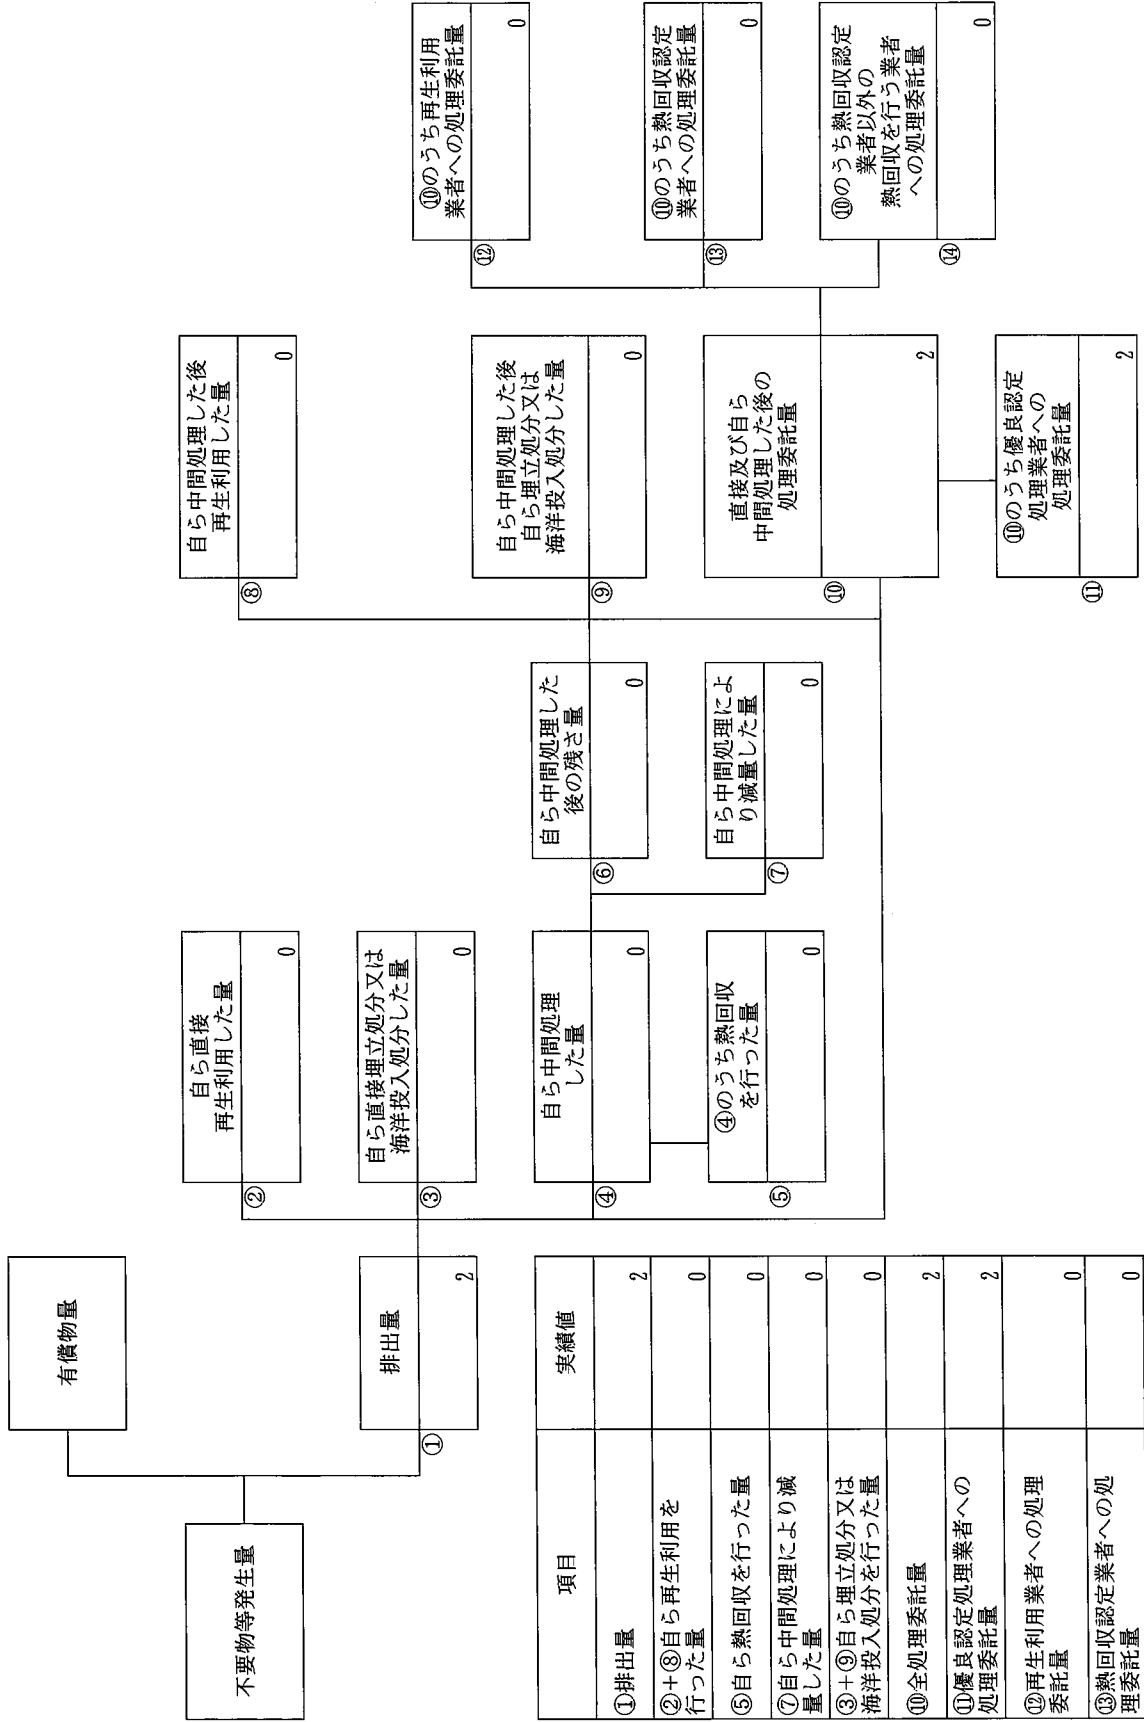 不要物等発生量
有償物量
①
排出量
2
②
自ら直接
再生利用した量
0
③
自ら直接埋立処分又は
海洋投入処分した量
0
④
自ら中間処理
した量
0
⑤
④のうち熱回収
を行った量
0
⑥
自ら中間処理した
後の残さ量
0
⑦
自ら中間処理によ
り減量した量
0
⑧
自ら中間処理した後
再生利用した量
0
⑨
自ら中間処理した後
自ら埋立処分又は
海洋投入処分した量
0
⑩
直接及び自ら
中間処理した後の
処理委託量
2
⑪
⑩のうち優良認定
処理業者への
処理委託量
2
⑫
⑩のうち再生利用
業者への処理委託量
0
⑬
⑩のうち熱回収認定
業者への処理委託量
0
⑭
⑩のうち熱回収認定
業者以外の
熱回収を行う業者
への処理委託量
0
項目 実績値
①排出量 2
②+⑧自ら再生利用を
行った量 0
⑤自ら熱回収を行った量 0
⑦自ら中間処理により減
量した量 0
③+⑨自ら埋立処分又は
海洋投入処分を行った量 0
⑩全処理委託量 2
⑪優良認定処理業者への
処理委託量 2
⑫再生利用業者への処理
委託量 0
⑬熱回収認定業者への処
理委託量 0